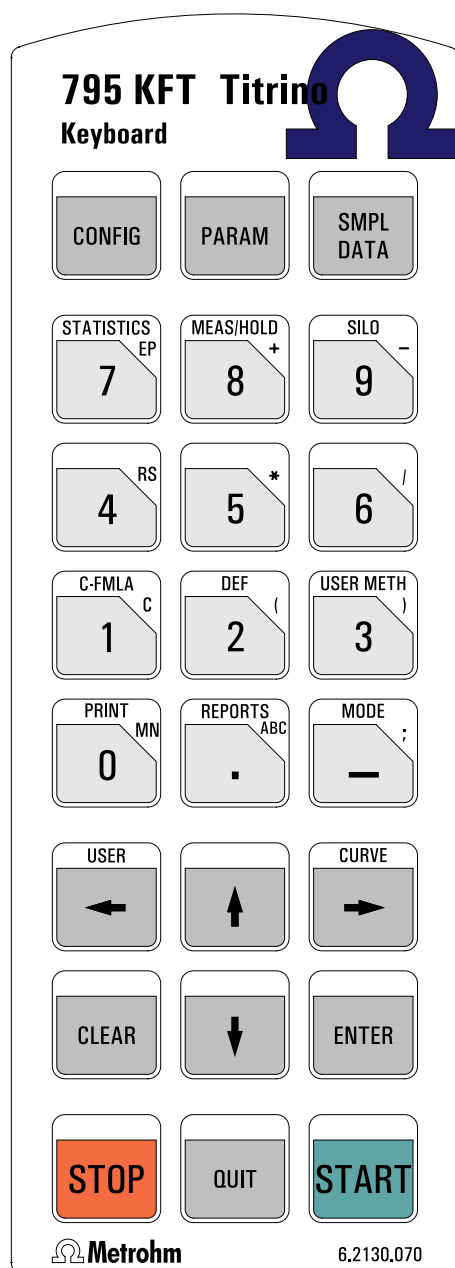 795 KFT Titrino
Keyboard
CONFIG PARAM SMPL DATA
STATISTICS MEAS/HOLD SILO
EP + –
7 8 9
RS * /
4 5 6
C-FMLA DEF USER METH
C ( )
1 2 3
PRINT REPORTS MODE
MN ABC ;
0 . –
USER CURVE
← ↑ →
CLEAR ↓ ENTER
STOP QUIT START
Metrohm 6.2130.070